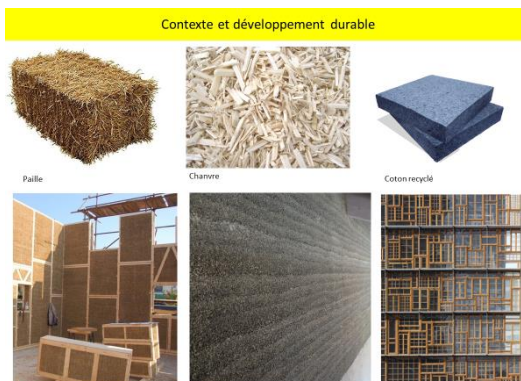 Contexte et développement durable
Paille
Chanvre
Coton recyclé